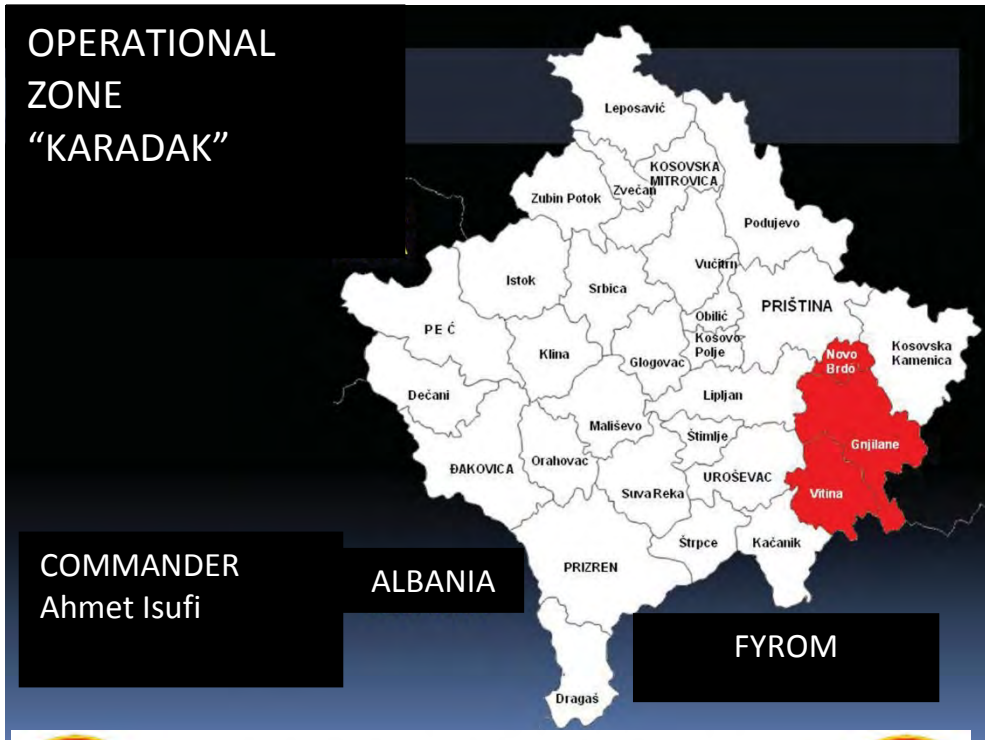 OPERATIONAL
ZONE
“KARADAK”
Leposavić
KOSOVSKA
MITROVICA
Zvečan
Zubin Potok
Podujevo
Vučitrn
Istok
Srbica
PRIŠTINA
Obilić
PEĆ
Kosovo
Polje
Kosovska
Kamenica
Novo
Brdo
Klina
Glogovac
Dečani
Lipljan
Mališevo
Štimlje
Gnjilane
ĐAKOVICA
Orahovac
UROŠEVAC
Suva Reka
Vitina
Štrpce
Kačanik
PRIZREN
COMMANDER
Ahmet Isufi
ALBANIA
FYROM
Dragaš